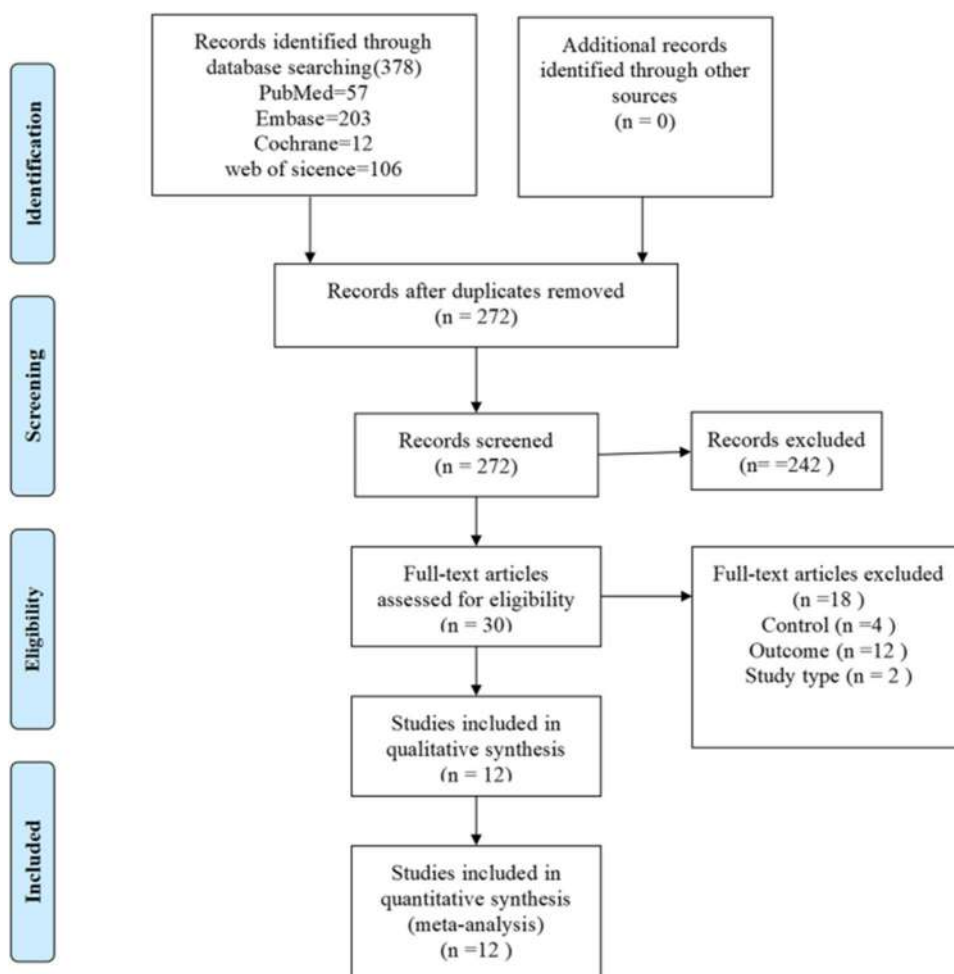 Identification
Records identified through
database searching(378)
PubMed=57
Embase=203
Cochrane=12
web of sicence=106
Additional records
identified through other
sources
(n = 0)
Records after duplicates removed
(n = 272)
Screening
Records screened
(n = 272)
Records excluded
(n= =242 )
Eligibility
Full-text articles
assessed for eligibility
(n = 30)
Full-text articles excluded
(n =18 )
Control (n =4 )
Outcome (n =12 )
Study type (n = 2 )
Studies included in
qualitative synthesis
(n = 12)
Included
Studies included in
quantitative synthesis
(meta-analysis)
(n =12 )